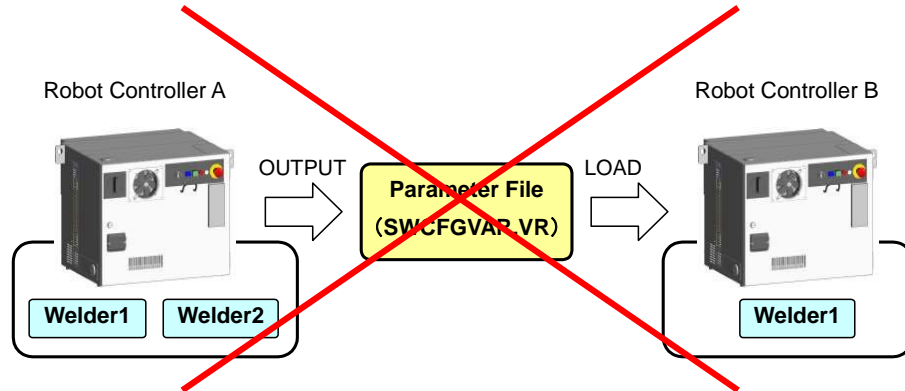 Robot Controller A
Robot Controller B
OUTPUT
LOAD
Parameter File
（SWCFGVAR.VR）
Welder1
Welder2
Welder1